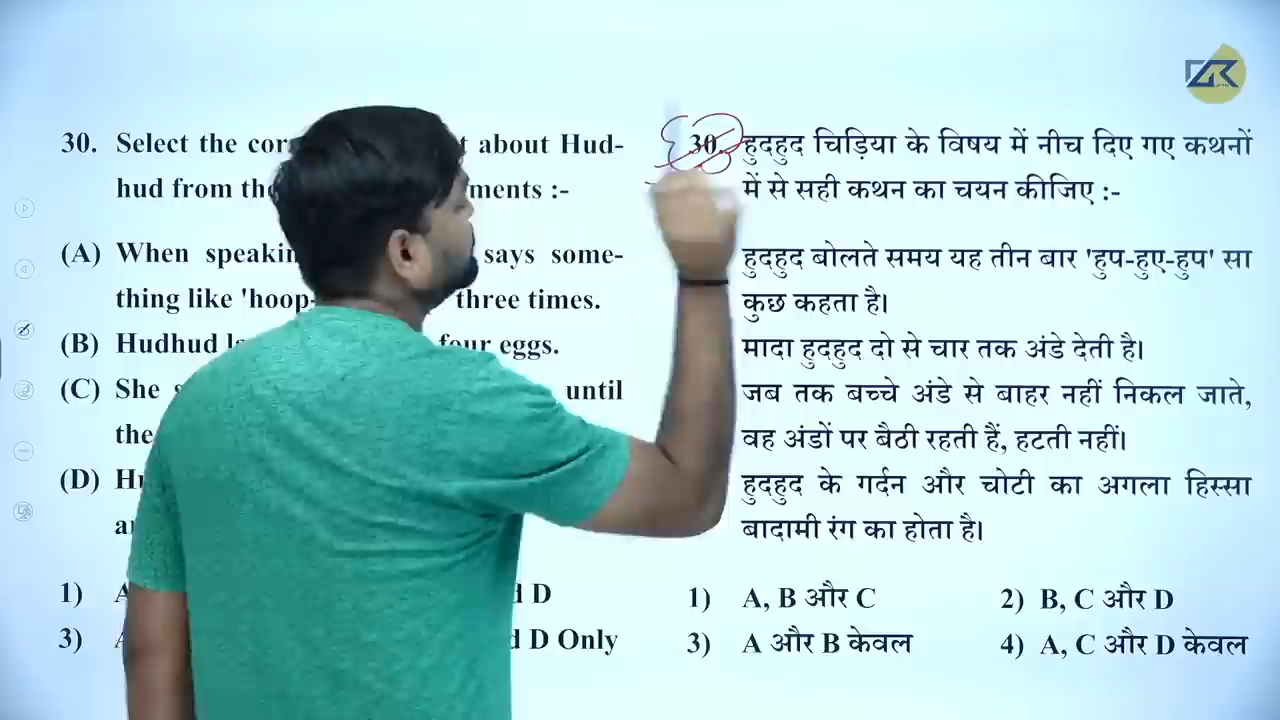 30. Select the about Hud-
hud from ments :-
(A) When says some-
thing like 'hoop- three times.
(B) Hudhud four eggs.
(C) She until
the
(D)
1) D
3) D Only
30. हुदहुद चिड़िया के विषय में नीच दिए गए कथनों
में से सही कथन का चयन कीजिए :-
हुदहुद बोलते समय यह तीन बार 'हुप-हुए-हुप' सा
कुछ कहता है।
मादा हुदहुद दो से चार तक अंडे देती है।
जब तक बच्चे अंडे से बाहर नहीं निकल जाते,
वह अंडों पर बैठी रहती हैं, हटती नहीं।
हुदहुद के गर्दन और चोटी का अगला हिस्सा
बादामी रंग का होता है।
1) A, B और C 2) B, C और D
3) A और B केवल 4) A, C और D केवल